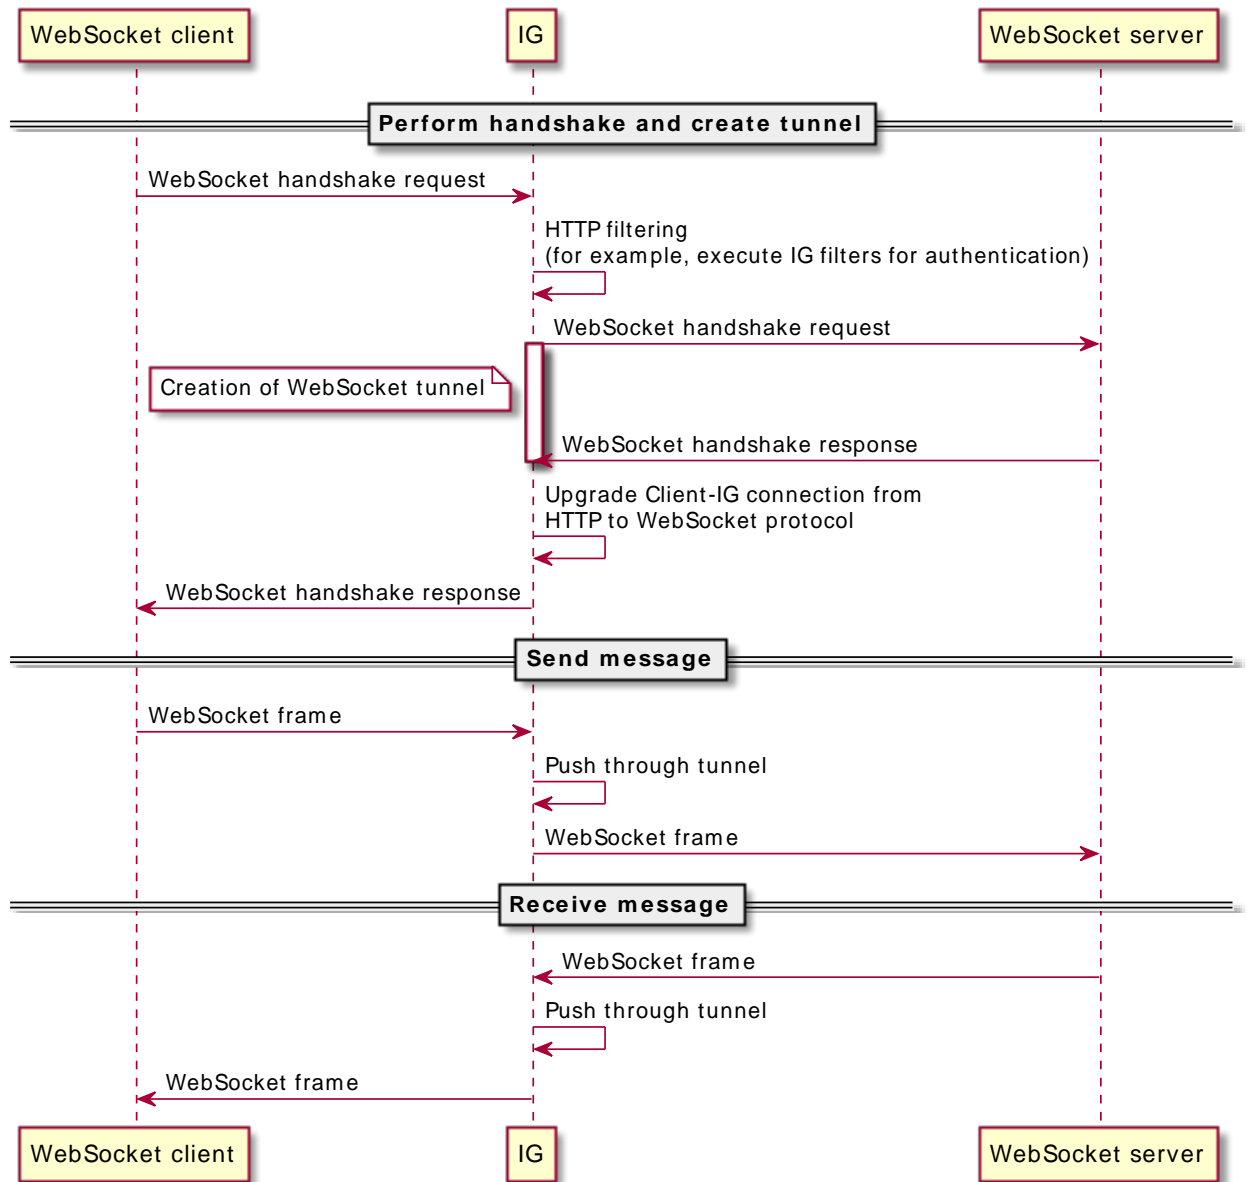 WebSocket client
IG
WebSocket server
Perform handshake and create tunnel
WebSocket handshake request
HTTP filtering
(for example, execute IG filters for authentication)
WebSocket handshake request
Creation of WebSocket tunnel
WebSocket handshake response
Upgrade Client-IG connection from
HTTP to WebSocket protocol
WebSocket handshake response
Send message
WebSocket frame
Push through tunnel
WebSocket frame
Receive message
WebSocket frame
Push through tunnel
WebSocket frame
WebSocket client
IG
WebSocket server